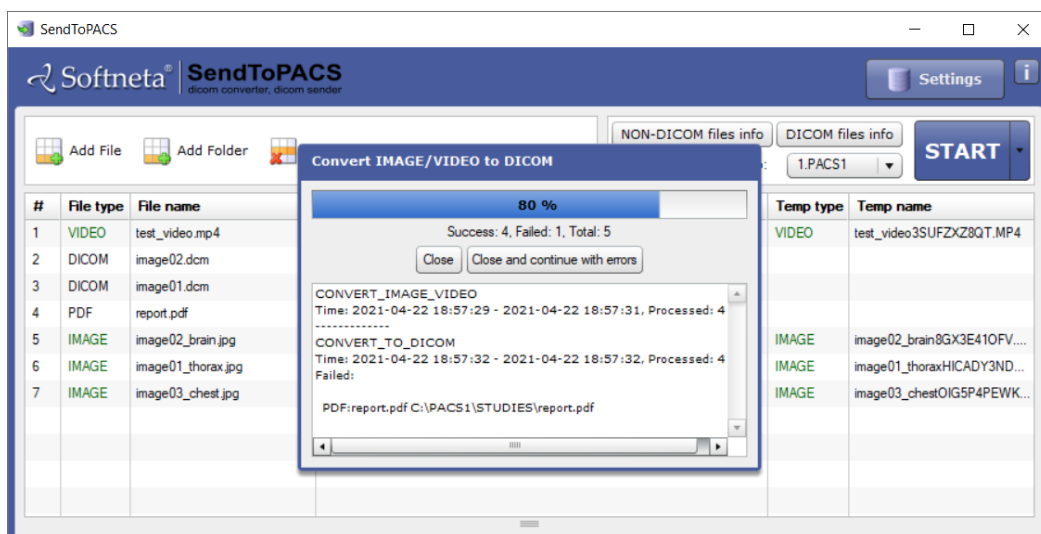 SendToPACS
Softneta® SendToPACS
dicom converter, dicom sender
Settings
i
Add File
Add Folder
NON-DICOM files info
DICOM files info
1.PACS1
START
# File type File name Temp type Temp name
1 VIDEO test_video.mp4 VIDEO test_video3SUFZXZ8QT.MP4
2 DICOM image02.dcm
3 DICOM image01.dcm
4 PDF report.pdf
5 IMAGE image02_brain.jpg IMAGE image02_brain8GX3E41OFV....
6 IMAGE image01_thorax.jpg IMAGE image01_thoraxHICADY3ND...
7 IMAGE image03_chest.jpg IMAGE image03_chestOIG5P4PEWK...
Convert IMAGE/VIDEO to DICOM
80 %
Success: 4, Failed: 1, Total: 5
Close
Close and continue with errors
CONVERT_IMAGE_VIDEO
Time: 2021-04-22 18:57:29 - 2021-04-22 18:57:31, Processed: 4
-------------
CONVERT_TO_DICOM
Time: 2021-04-22 18:57:32 - 2021-04-22 18:57:32, Processed: 4
Failed:
PDF:report.pdf C:\PACS1\STUDIES\report.pdf